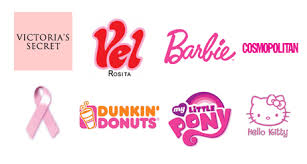 VICTORIA'S
SECRET
Vel
ROSITA
Barbie
COSMOPOLITAN
DUNKIN'
DONUTS
my LITTLE
PONY
Hello Kitty